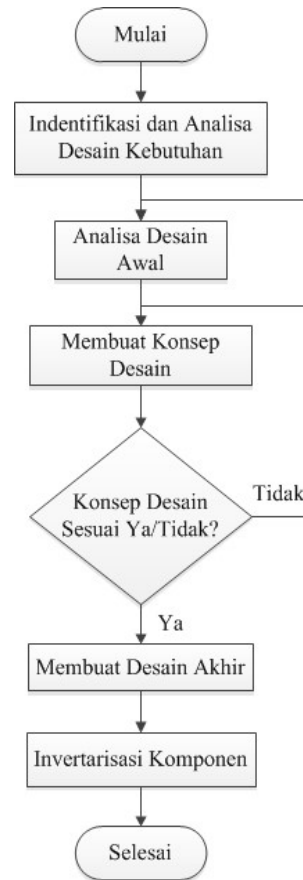 Mulai
Indentifikasi dan Analisa
Desain Kebutuhan
Analisa Desain
Awal
Membuat Konsep
Desain
Konsep Desain
Sesuai Ya/Tidak?
Tidak
Ya
Membuat Desain Akhir
Invertarisasi Komponen
Selesai